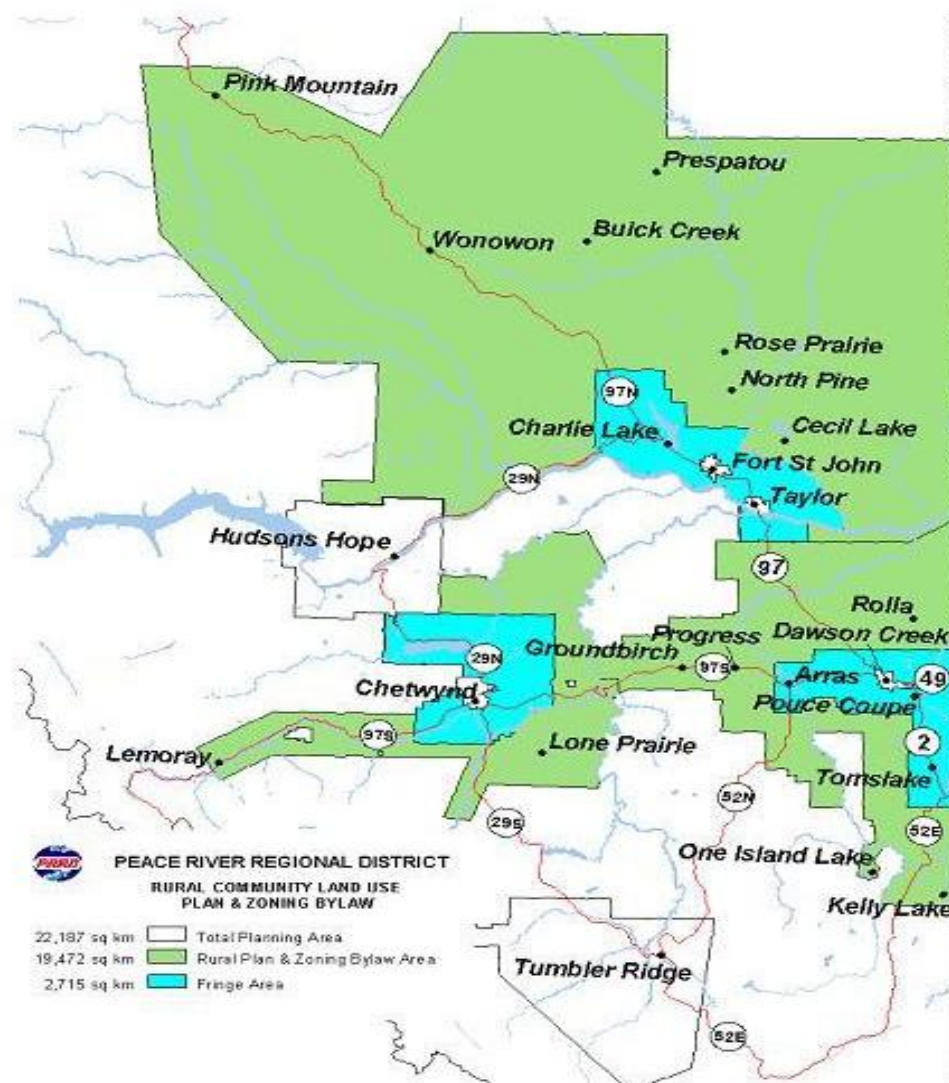 Pink Mountain
Prespatou
Buick Creek
Wonowon
Rose Prairie
North Pine
97N
Charlie Lake
Cecil Lake
Fort St John
29N
Taylor
Hudsons Hope
97
Rolla
Progress
Dawson Creek
Groundbirch
29N
97S
Arras
49
Chetwynd
Pouce Coupe
97S
2
Lemoray
Lone Prairie
Tomslake
52N
29S
52E
One Island Lake
Kelly Lake
PRRD
PEACE RIVER REGIONAL DISTRICT
RURAL COMMUNITY LAND USE
PLAN & ZONING BYLAW
22,187 sq km Total Planning Area
19,472 sq km Rural Plan & Zoning Bylaw Area
2,715 sq km Fringe Area
Tumbler Ridge
52E